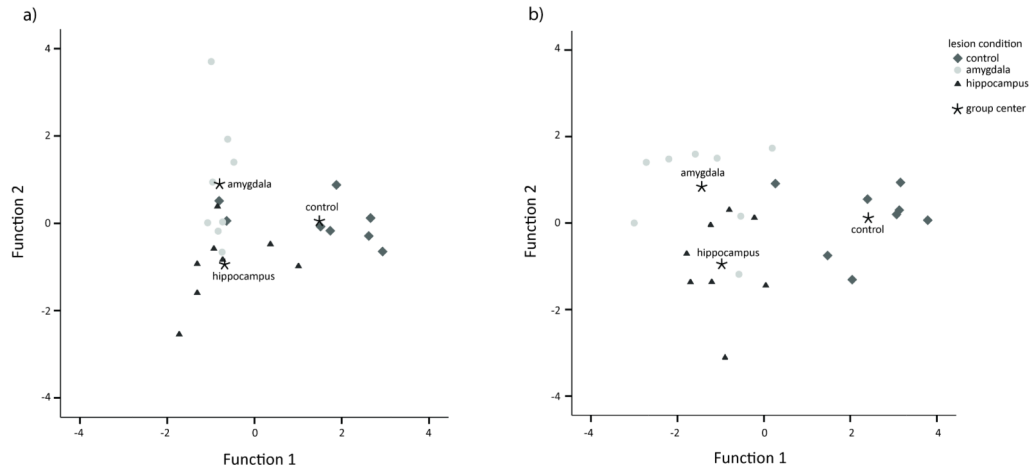 a)
4
2
0
-2
-4
-4
-2
0
2
4
Function 2
Function 1
amygdala
control
hippocampus
b)
4
2
0
-2
-4
-4
-2
0
2
4
Function 2
Function 1
amygdala
hippocampus
control
lesion condition
control
amygdala
hippocampus
group center